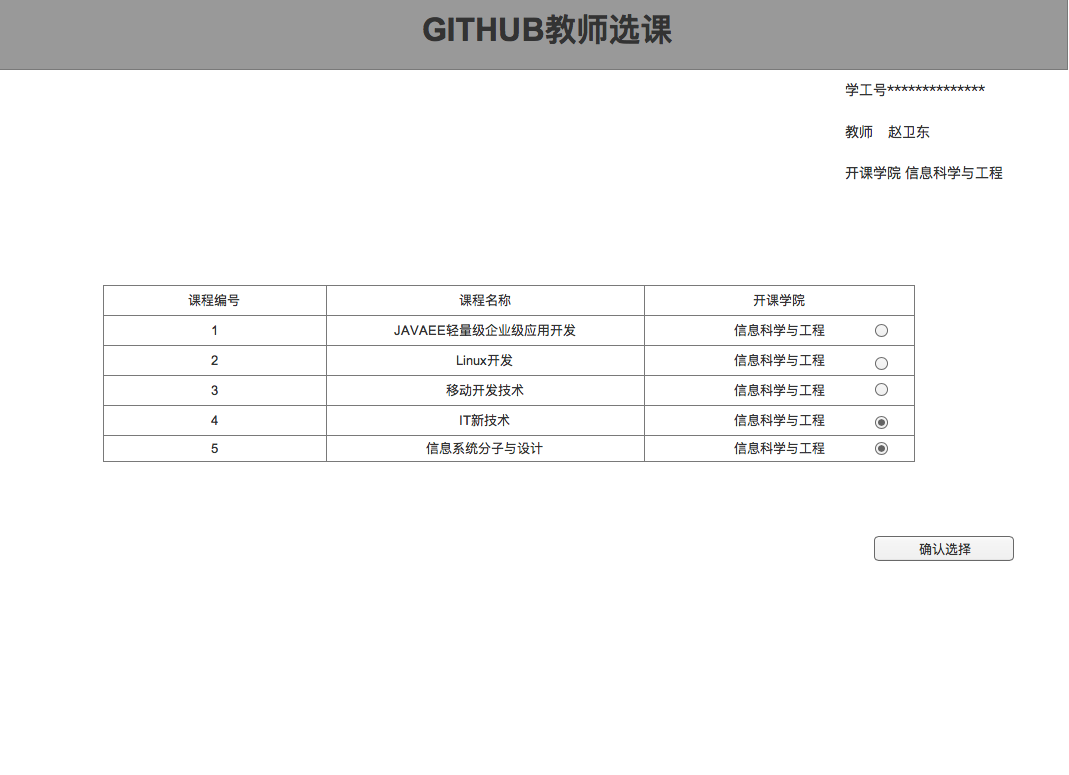 GITHUB教师选课
学工号**************
教师 赵卫东
开课学院 信息科学与工程
课程编号 课程名称 开课学院
1 JAVAEE轻量级企业级应用开发 信息科学与工程
2 Linux开发 信息科学与工程
3 移动开发技术 信息科学与工程
4 IT新技术 信息科学与工程
5 信息系统分子与设计 信息科学与工程
确认选择